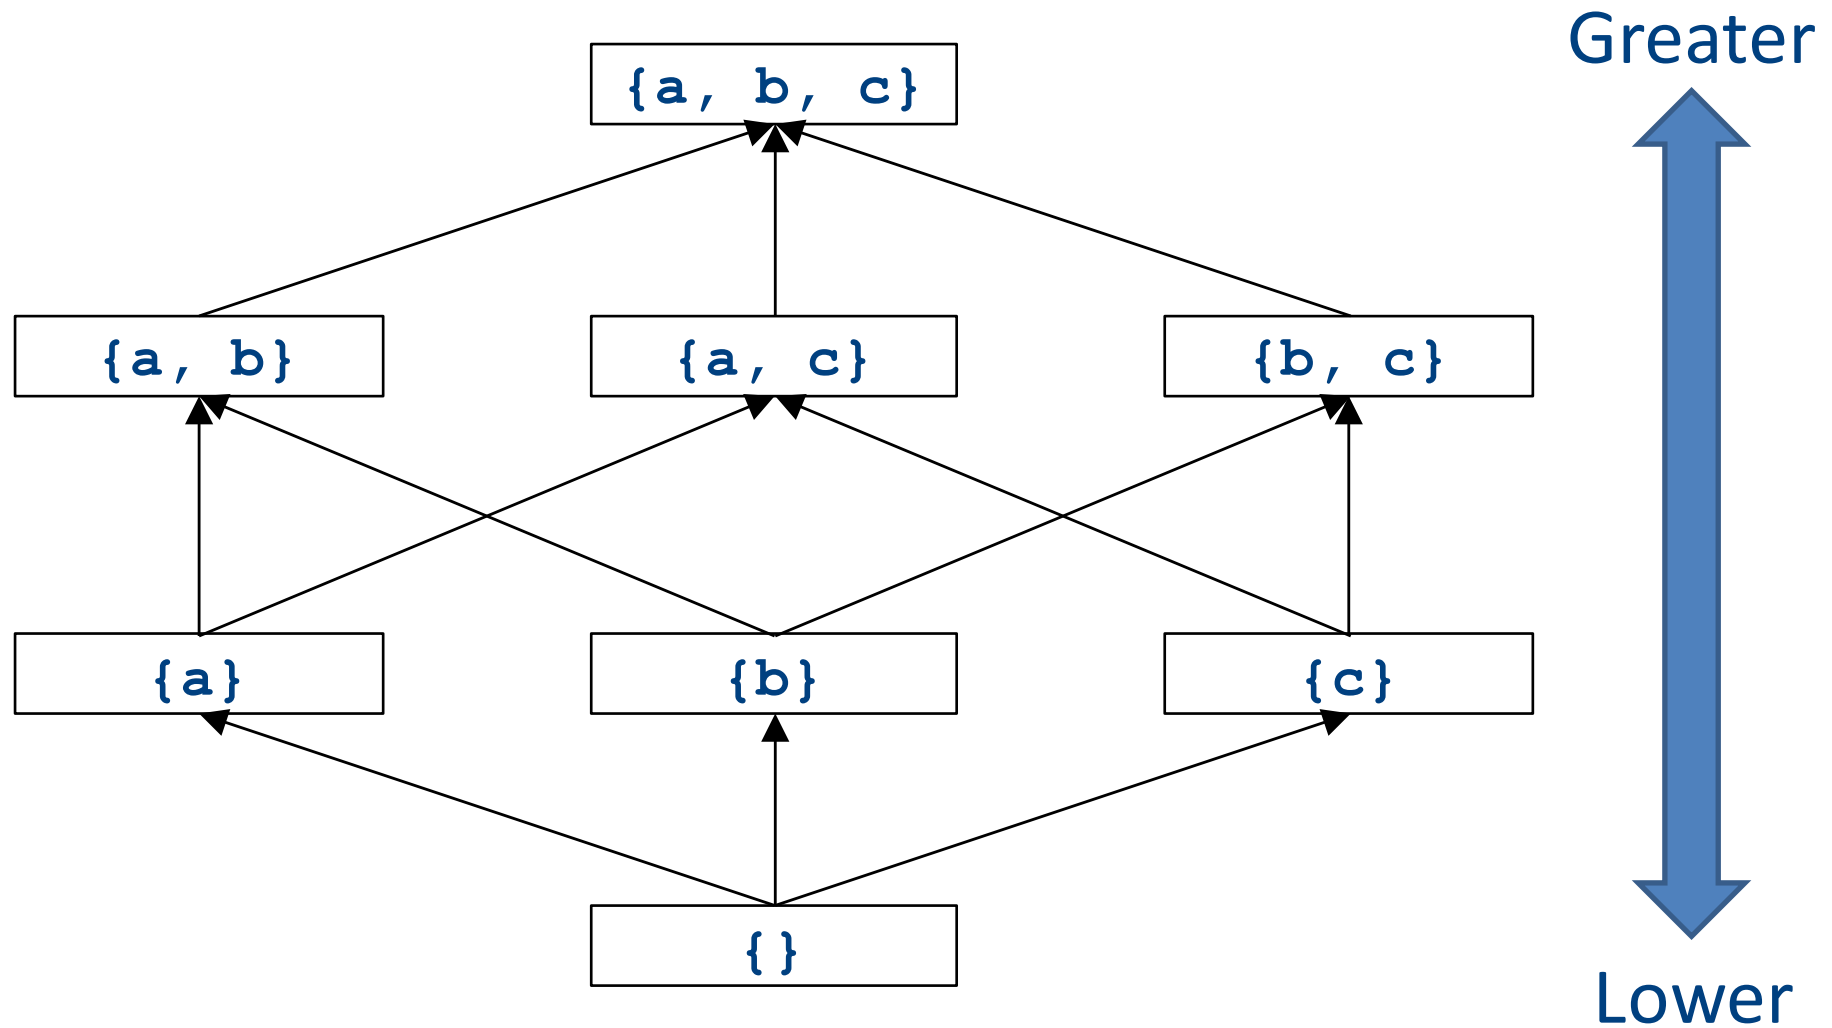 Greater
{a, b, c}
{a, b}
{a, c}
{b, c}
{a}
{b}
{c}
{}
Lower